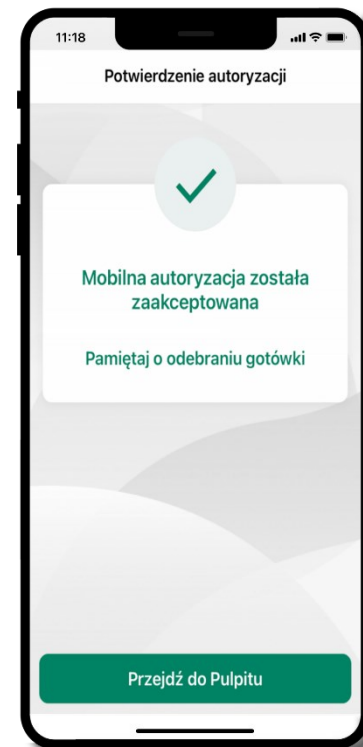 11:18
Potwierdzenie autoryzacji
Mobilna autoryzacja została
zaakceptowana
Pamiętaj o odebraniu gotówki
Przejdź do Pulpitu